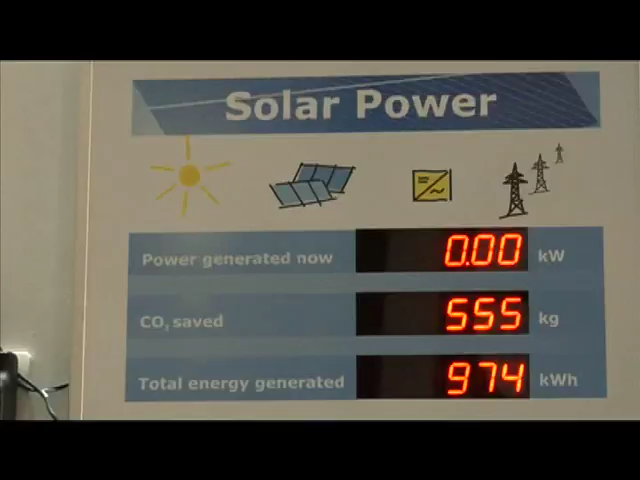 Solar Power
Power generated now 0.00 kW
CO₂ saved 555 kg
Total energy generated 974 kWh